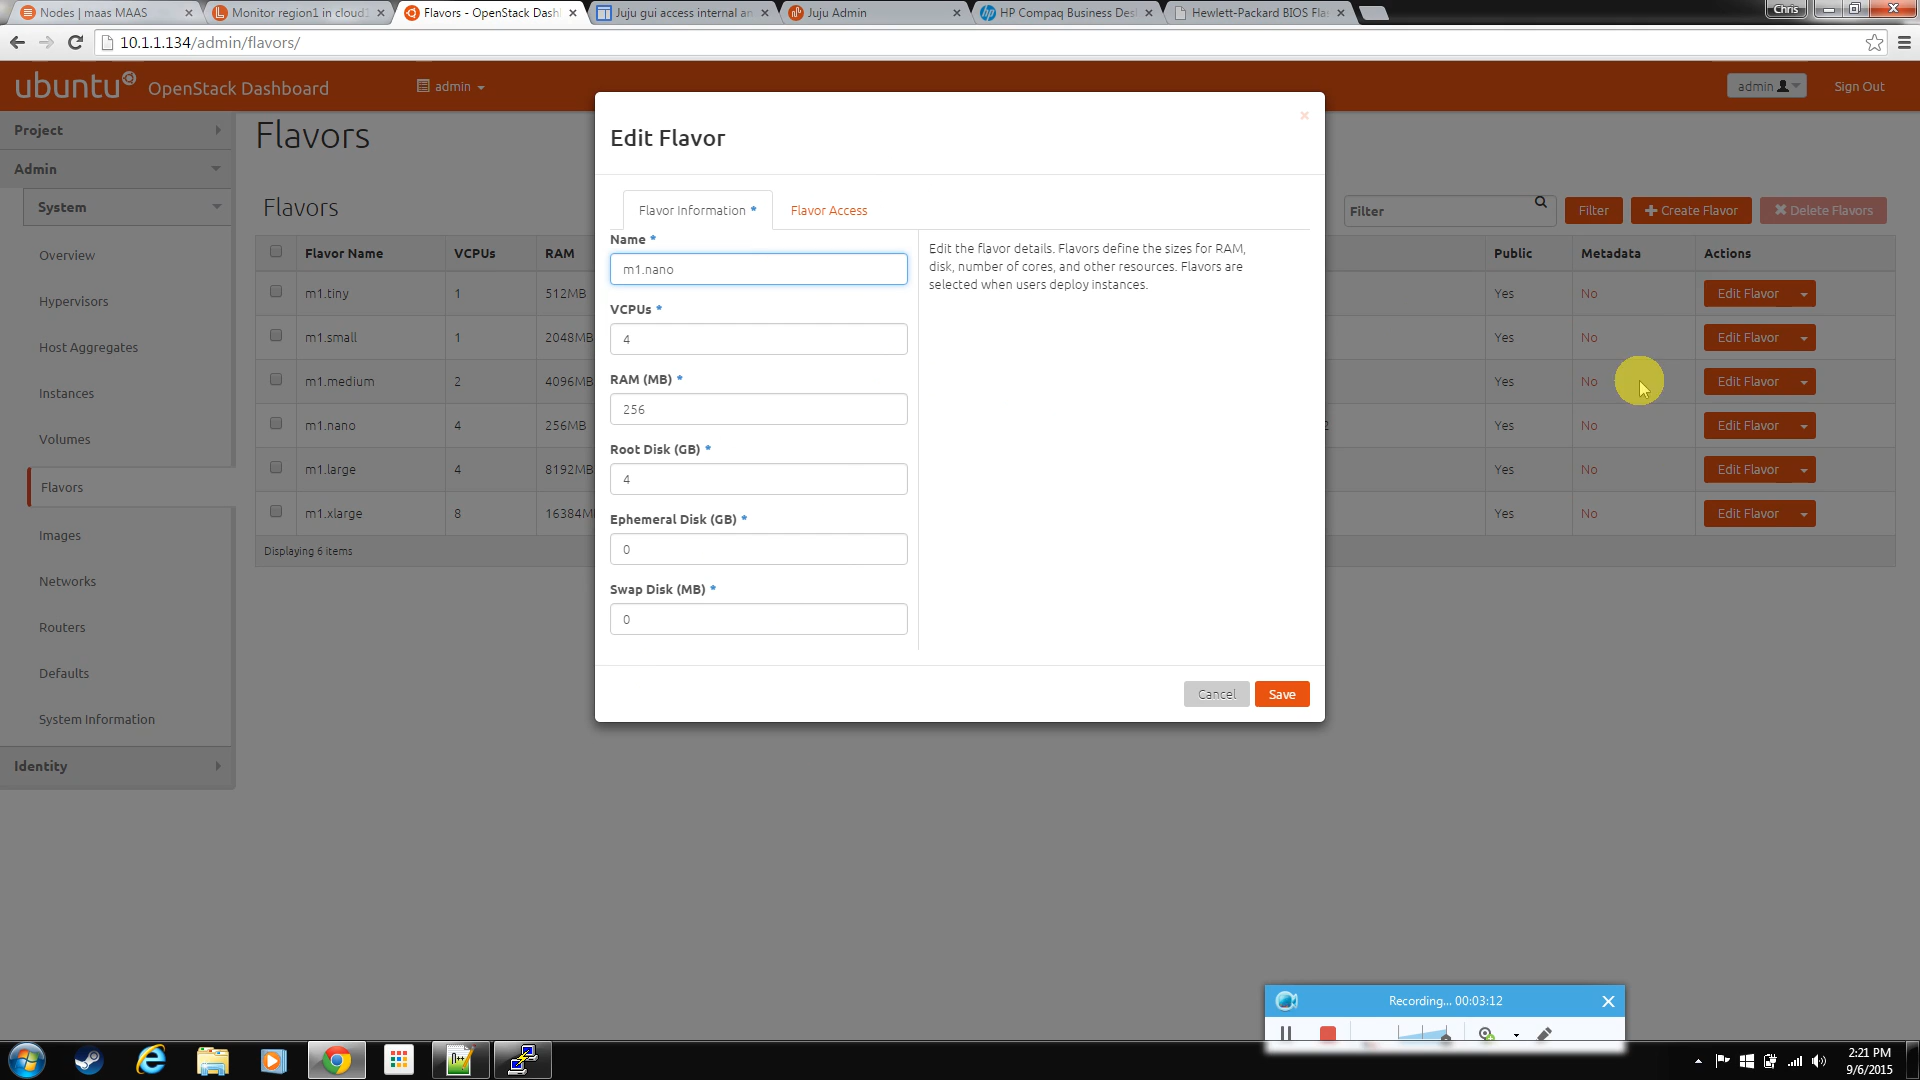 Nodes | maas MAAS
Monitor region1 in cloud1
Flavors - OpenStack Dash
Juju gui access internal an
Juju Admin
HP Compaq Business Des
Hewlett-Packard BIOS Fla
Chris
10.1.1.134/admin/flavors/
ubuntu OpenStack Dashboard
admin
admin
Sign Out
Project
Admin
System
Overview
Hypervisors
Host Aggregates
Instances
Volumes
Flavors
Images
Networks
Routers
Defaults
System Information
Identity
Flavors
Flavors
Filter
Filter
Create Flavor
Delete Flavors
Flavor Name VCPUs RAM Public Metadata Actions
m1.tiny 1 512MB Yes No Edit Flavor
m1.small 1 2048MB Yes No Edit Flavor
m1.medium 2 4096MB Yes No Edit Flavor
m1.nano 4 256MB Yes No Edit Flavor
m1.large 4 8192MB Yes No Edit Flavor
m1.xlarge 8 16384M Yes No Edit Flavor
Displaying 6 items
Edit Flavor
Flavor Information *
Flavor Access
Name *
m1.nano
VCPUs *
4
RAM (MB) *
256
Root Disk (GB) *
4
Ephemeral Disk (GB) *
0
Swap Disk (MB) *
0
Edit the flavor details. Flavors define the sizes for RAM,
disk, number of cores, and other resources. Flavors are
selected when users deploy instances.
Cancel
Save
Recording... 00:03:12
2:21 PM
9/6/2015